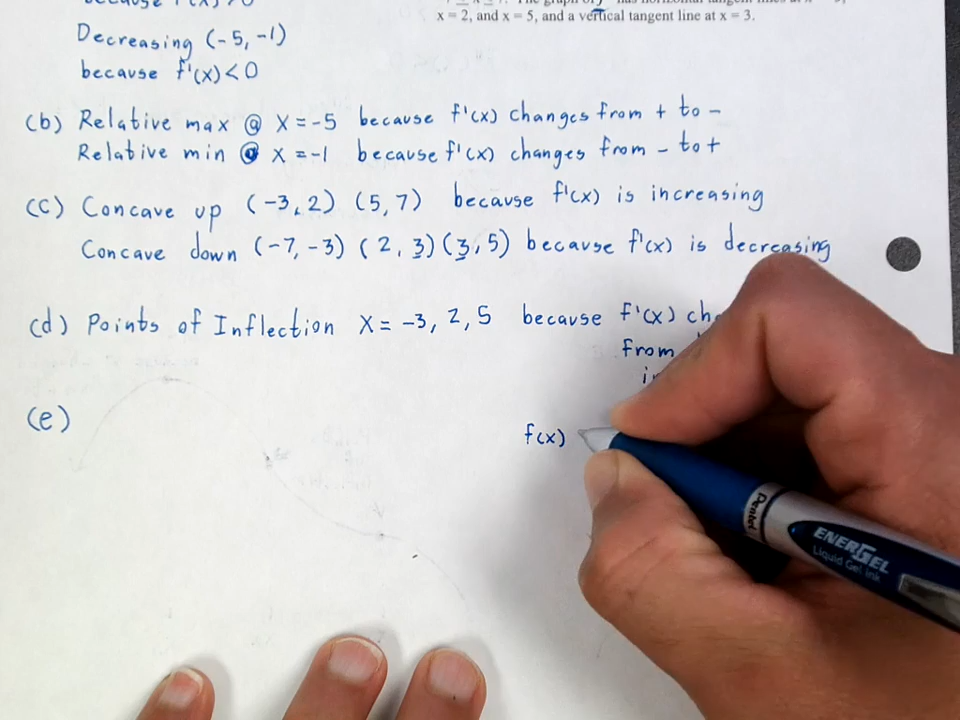 because
Decreasing (-5, -1)
because f'(x) < 0
x = 2, and x = 5, and a vertical tangent line at x = 3.
(b) Relative max @ x = -5 because f'(x) changes from + to -
Relative min @ x = -1 because f'(x) changes from - to +
(c) Concave up (-3, 2) (5, 7) because f'(x) is increasing
Concave down (-7, -3) (2, 3) (3, 5) because f'(x) is decreasing
(d) Points of Inflection x = -3, 2, 5 because f'(x)
from
(e)
f(x)
Pentel
ENERGEL
Liquid Gel Ink